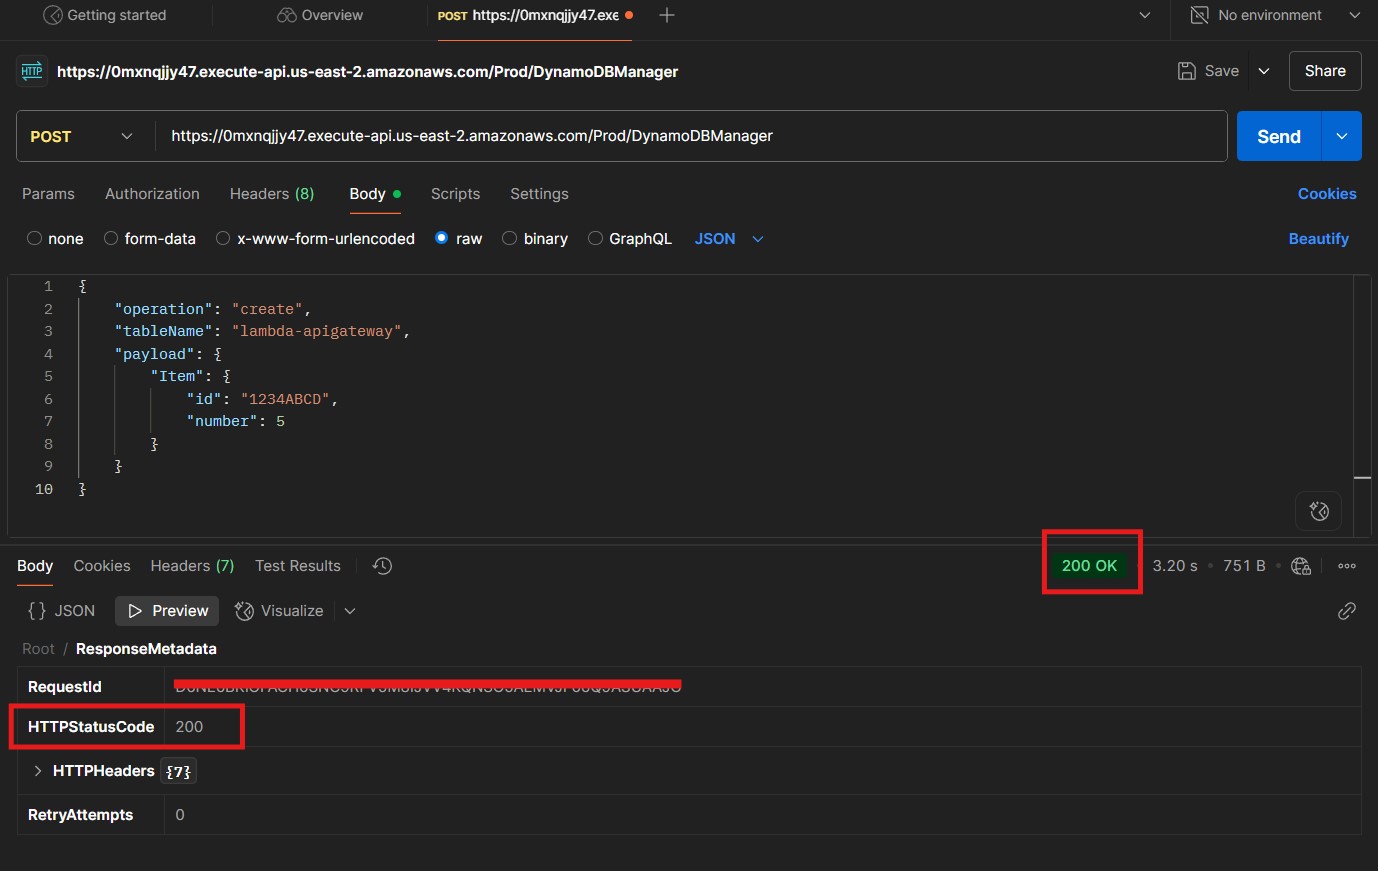 Getting started
Overview
POST https://0mxnqjjy47.exe
No environment
HTTP
https://0mxnqjjy47.execute-api.us-east-2.amazonaws.com/Prod/DynamoDBManager
Save
Share
POST
https://0mxnqjjy47.execute-api.us-east-2.amazonaws.com/Prod/DynamoDBManager
Send
Params Authorization Headers (8) Body Scripts Settings
Cookies
none form-data x-www-form-urlencoded raw binary GraphQL JSON
Beautify
1 {
2 "operation": "create",
3 "tableName": "lambda-apigateway",
4 "payload": {
5 "Item": {
6 "id": "1234ABCD",
7 "number": 5
8 }
9 }
10 }
Body Cookies Headers (7) Test Results
200 OK 3.20 s 751 B
{} JSON Preview Visualize
Root / ResponseMetadata
RequestId
HTTPStatusCode 200
HTTPHeaders {7}
RetryAttempts 0